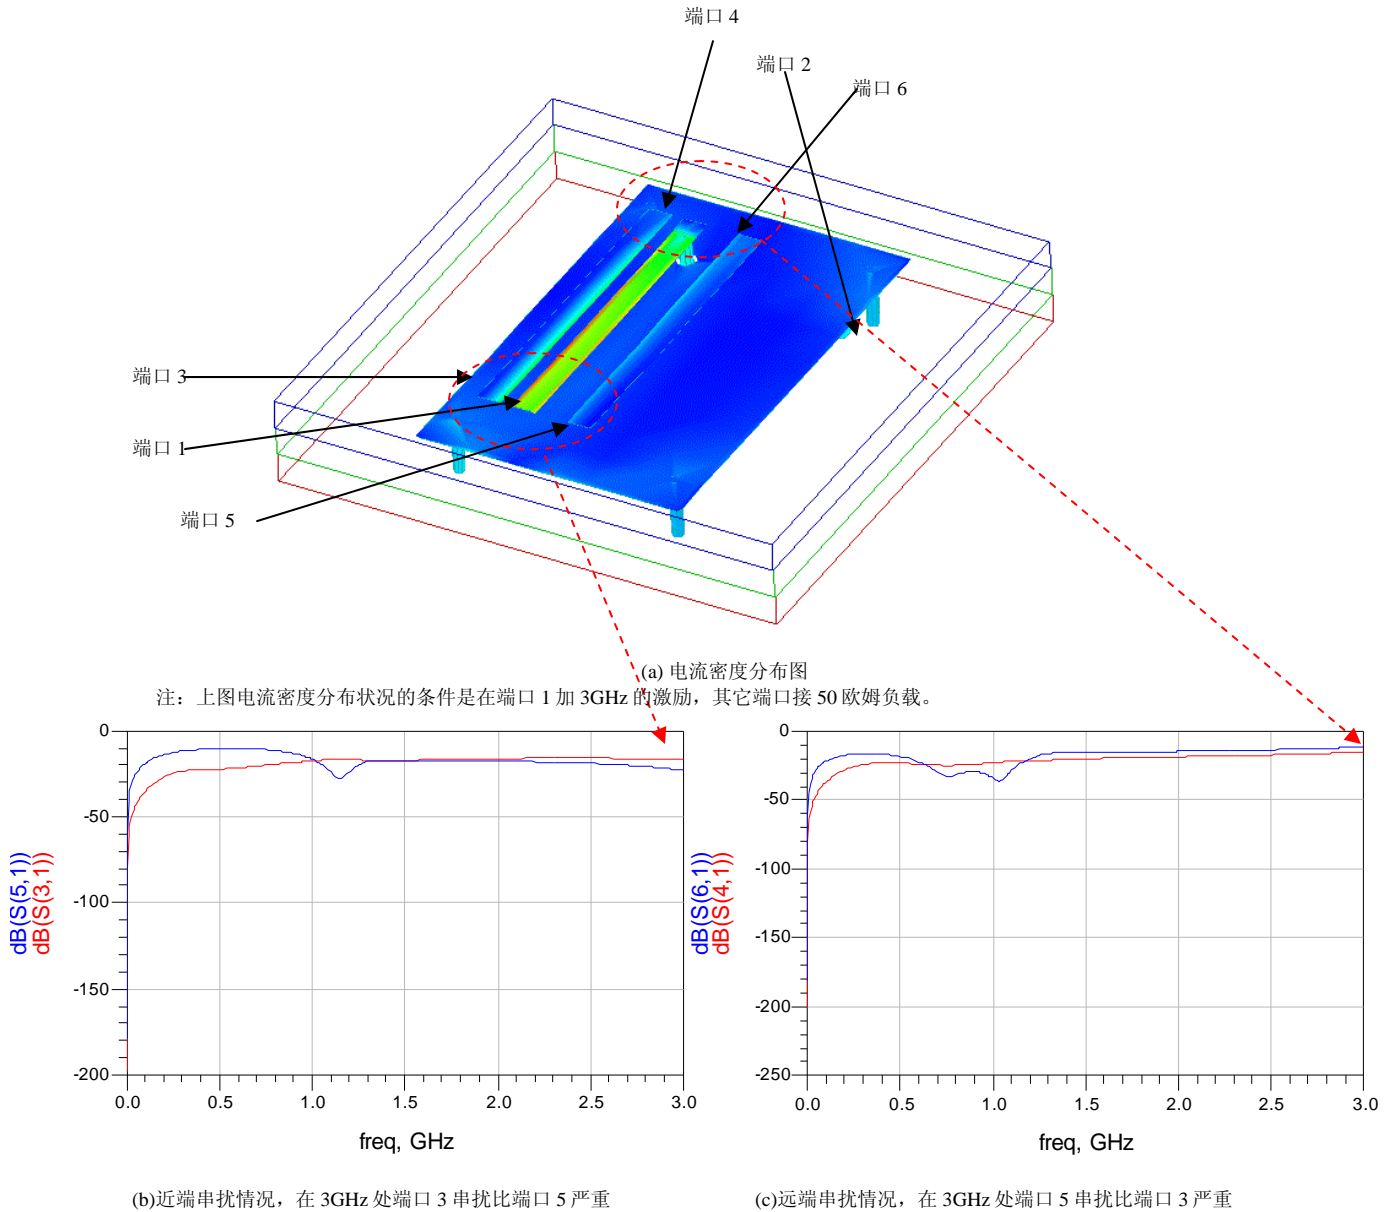 端口 4
端口 2
端口 6
端口 3
端口 1
端口 5
(a) 电流密度分布图
注：上图电流密度分布状况的条件是在端口 1 加 3GHz 的激励，其它端口接 50 欧姆负载。
0
-50
-100
-150
-200
0.0 0.5 1.0 1.5 2.0 2.5 3.0
freq, GHz
dB(S(5,1))
dB(S(3,1))
0
-50
-100
-150
-200
-250
0.0 0.5 1.0 1.5 2.0 2.5 3.0
freq, GHz
dB(S(6,1))
dB(S(4,1))
(b)近端串扰情况，在 3GHz 处端口 3 串扰比端口 5 严重
(c)远端串扰情况，在 3GHz 处端口 5 串扰比端口 3 严重